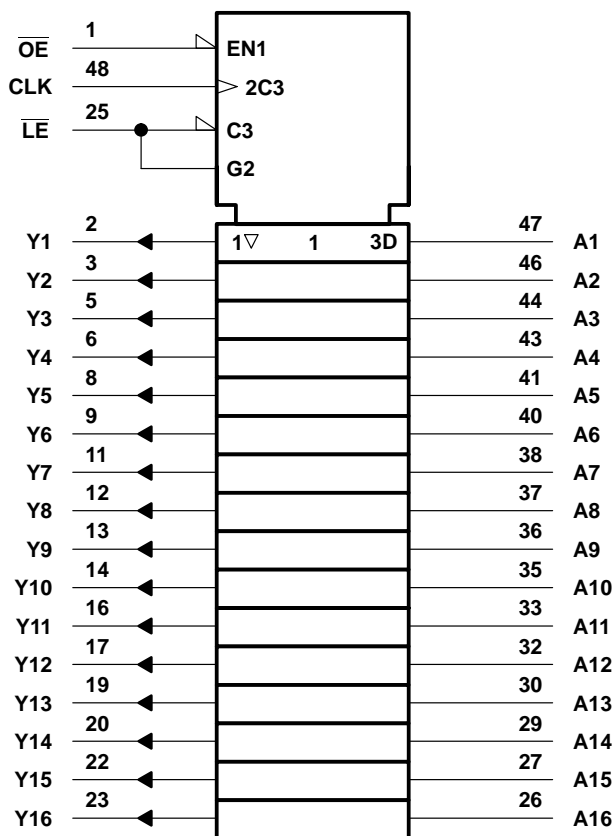 1
OE EN1
48
CLK 2C3
25
LE C3
G2
2 47
Y1 1▽ 1 3D A1
3 46
Y2 A2
5 44
Y3 A3
6 43
Y4 A4
8 41
Y5 A5
9 40
Y6 A6
11 38
Y7 A7
12 37
Y8 A8
13 36
Y9 A9
14 35
Y10 A10
16 33
Y11 A11
17 32
Y12 A12
19 30
Y13 A13
20 29
Y14 A14
22 27
Y15 A15
23 26
Y16 A16